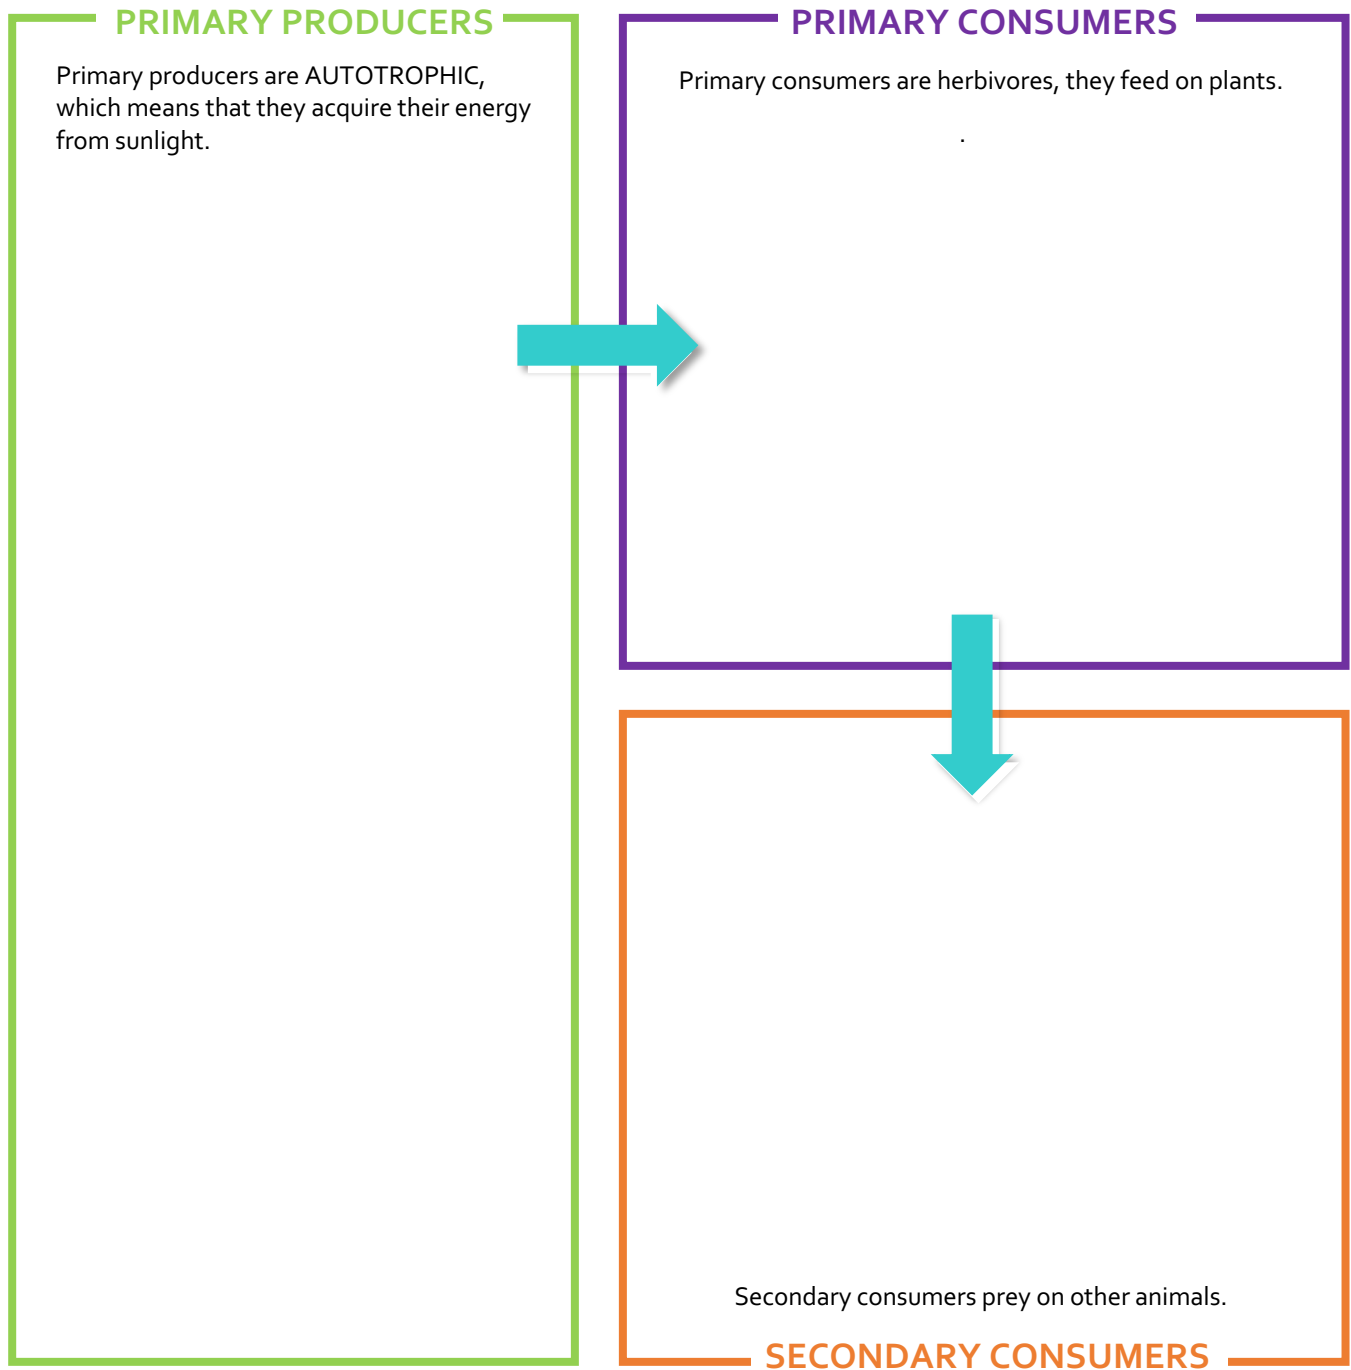 PRIMARY PRODUCERS
Primary producers are AUTOTROPHIC,
which means that they acquire their energy
from sunlight.
PRIMARY CONSUMERS
Primary consumers are herbivores, they feed on plants.
.
Secondary consumers prey on other animals.
SECONDARY CONSUMERS